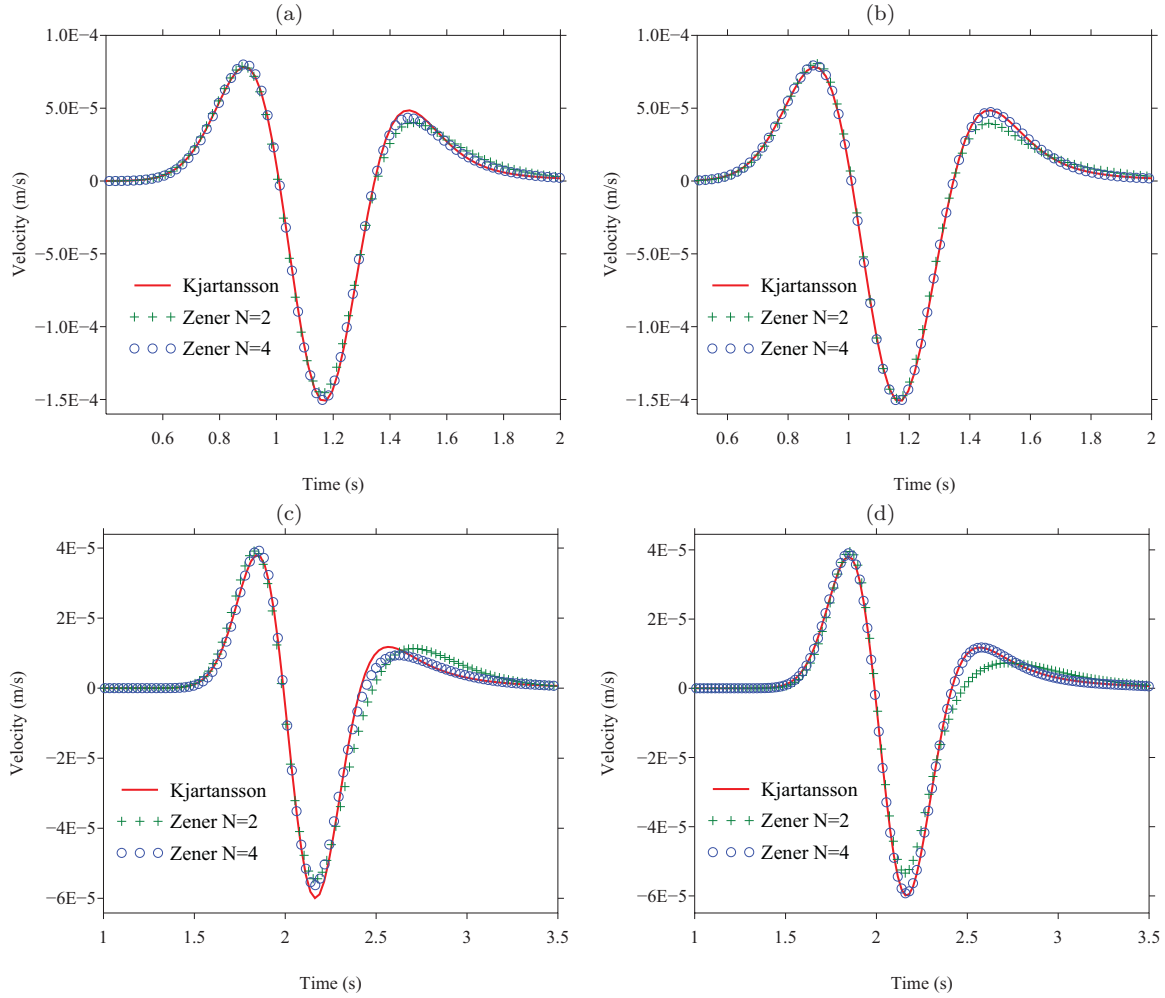 (a)
1.0E−4
5.0E−5
0
−5.0E−5
−1.0E−4
−1.5E−4
Velocity (m/s)
Kjartansson
Zener N=2
Zener N=4
0.6 0.8 1 1.2 1.4 1.6 1.8 2
Time (s)
(b)
1.0E−4
5.0E−5
0
−5.0E−5
−1.0E−4
−1.5E−4
Velocity (m/s)
Kjartansson
Zener N=2
Zener N=4
0.6 0.8 1 1.2 1.4 1.6 1.8 2
Time (s)
(c)
4E−5
2E−5
0
−2E−5
−4E−5
−6E−5
Velocity (m/s)
Kjartansson
Zener N=2
Zener N=4
1 1.5 2 2.5 3 3.5
Time (s)
(d)
4E−5
2E−5
0
−2E−5
−4E−5
−6E−5
Velocity (m/s)
Kjartansson
Zener N=2
Zener N=4
1 1.5 2 2.5 3 3.5
Time (s)